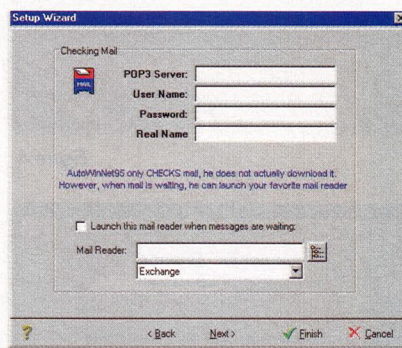 Setup Wizard
Checking Mail
MAIL
POP3 Server:
User Name:
Password:
Real Name
AutoWinNet95 only CHECKS mail, he does not actually download it.
However, when mail is waiting, he can launch your favorite mail reader
Launch this mail reader when messages are waiting:
Mail Reader:
Exchange
? < Back Next > Finish Cancel